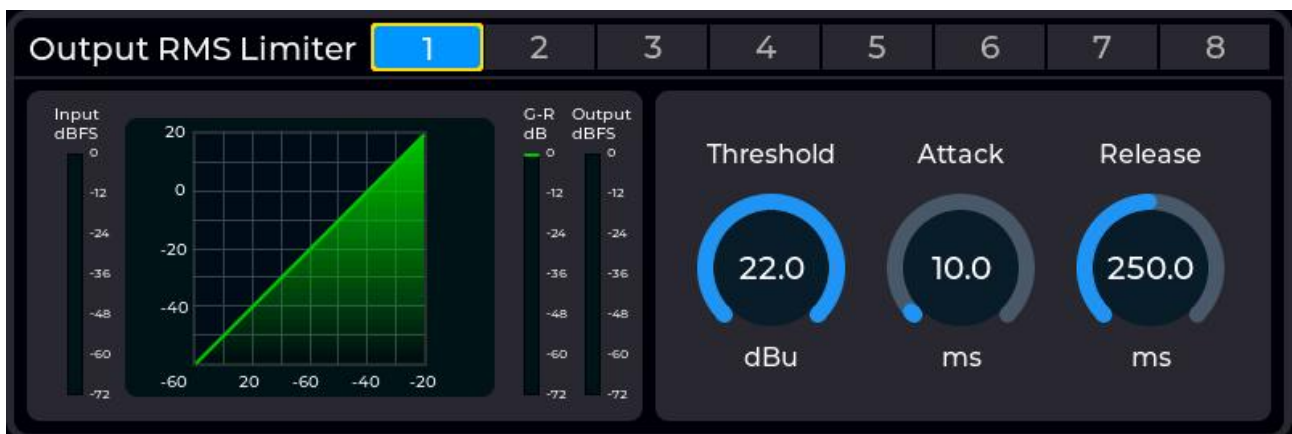 Output RMS Limiter 1 2 3 4 5 6 7 8
Input
dBFS
0
-12
-24
-36
-48
-60
-72
20
0
-20
-40
-60 20 -60 -40 -20
G-R Output
dB dBFS
0 0
-12 -12
-24 -24
-36 -36
-48 -48
-60 -60
-72 -72
Threshold Attack Release
22.0 10.0 250.0
dBu ms ms